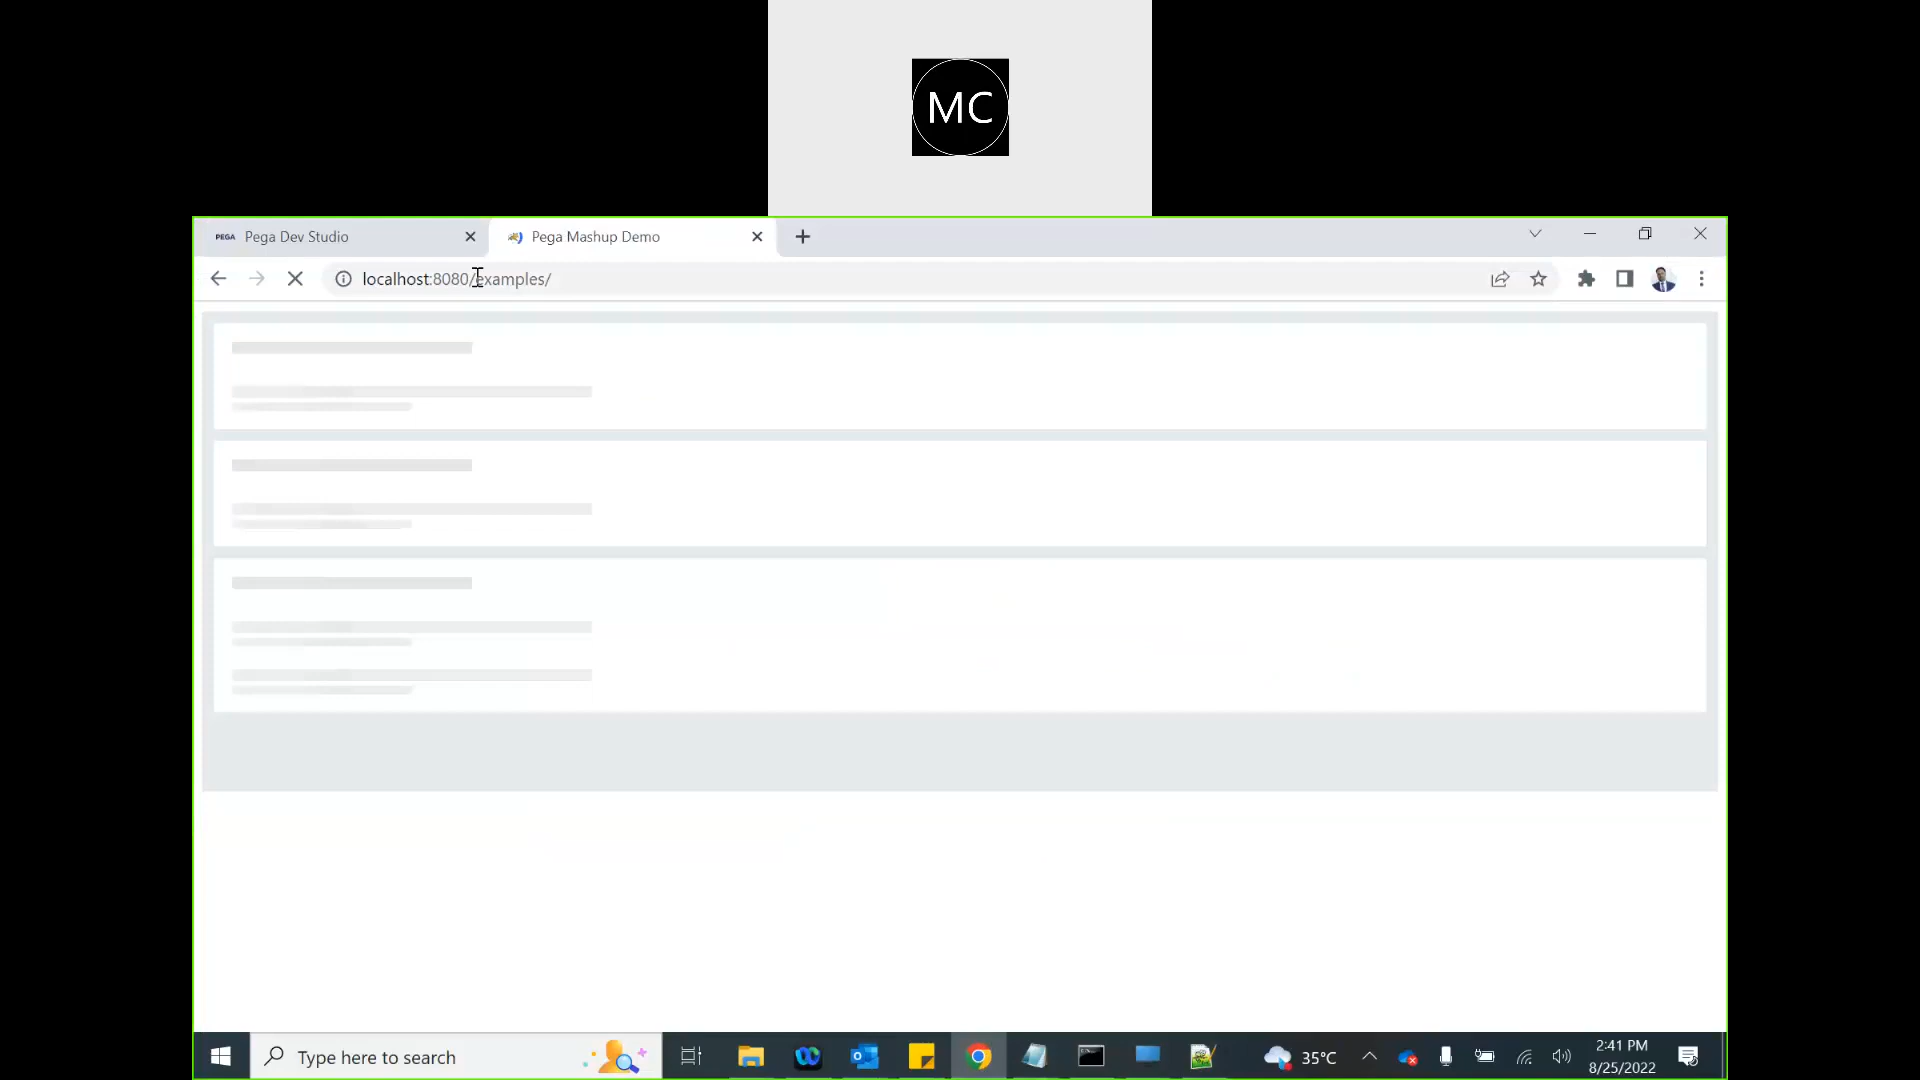 MC
PEGA Pega Dev Studio
Pega Mashup Demo
localhost:8080/examples/
Type here to search
35°C
2:41 PM
8/25/2022